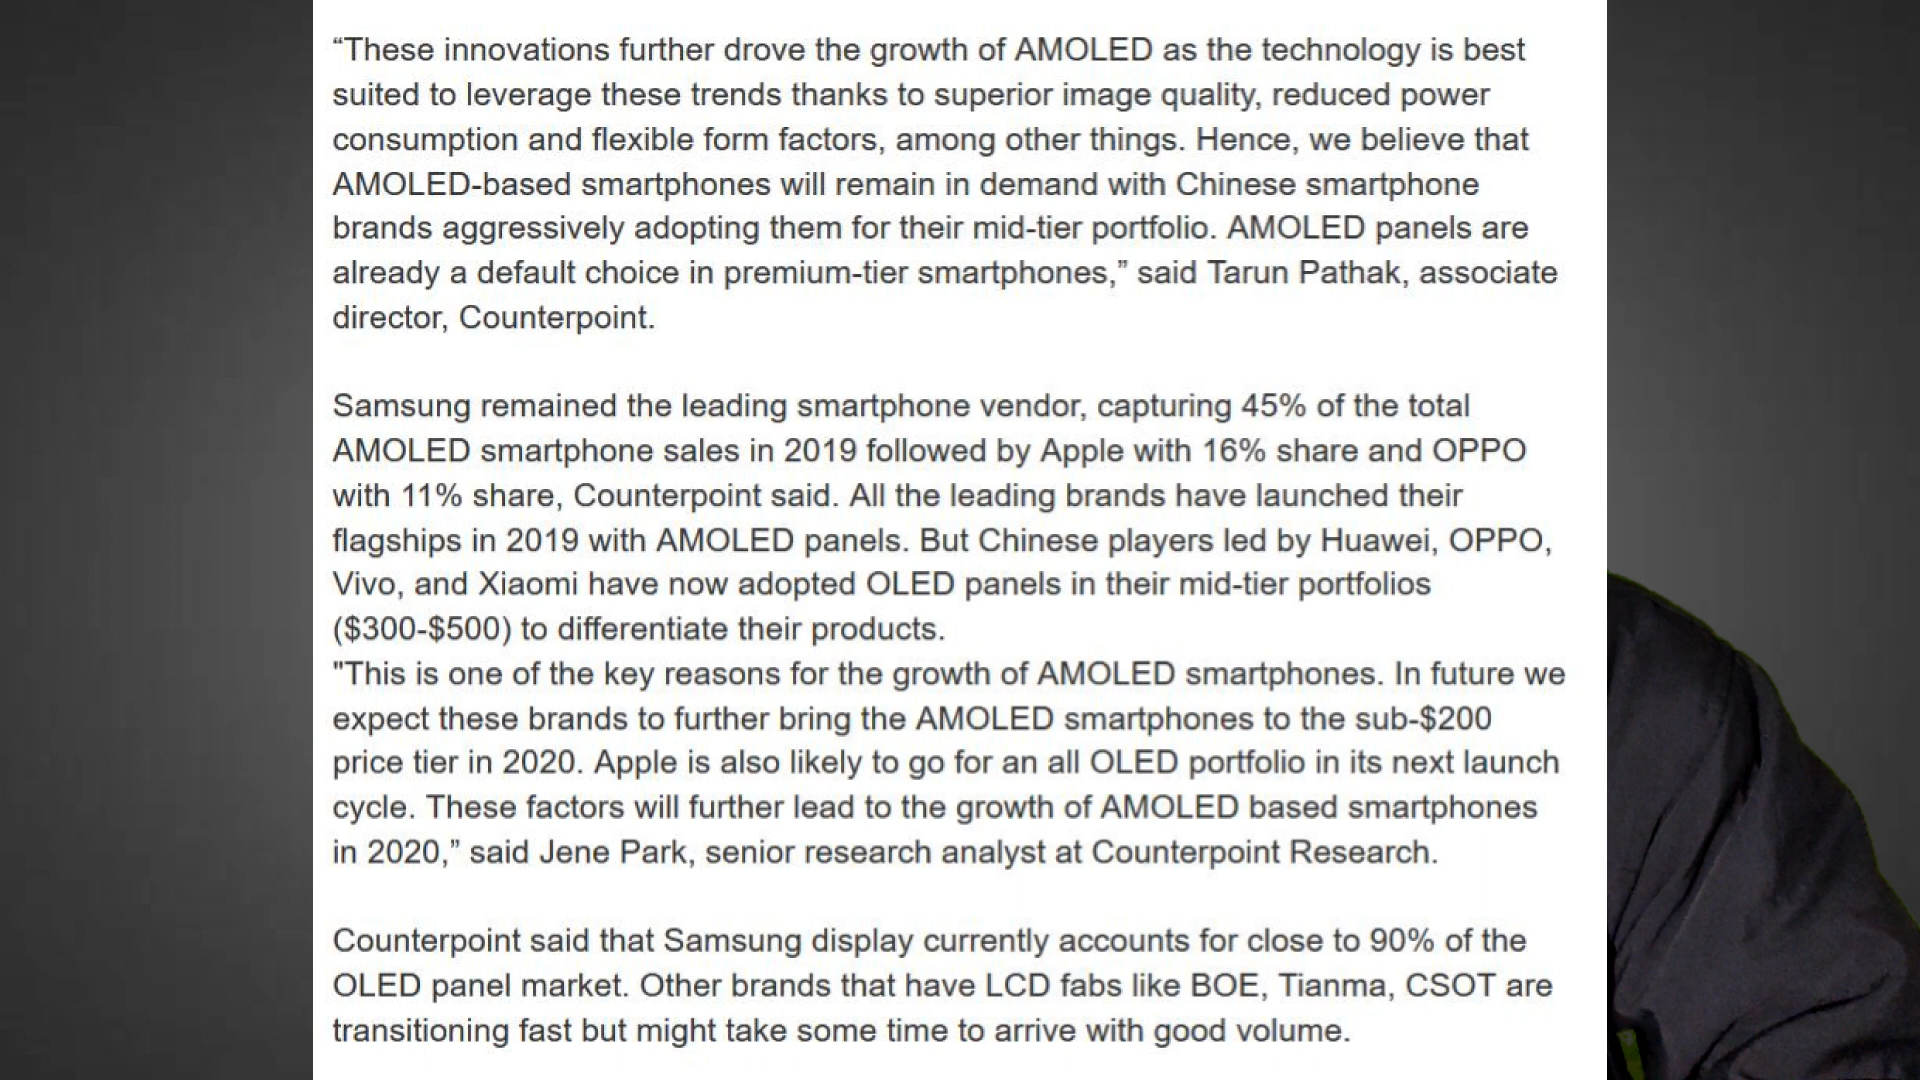 “These innovations further drove the growth of AMOLED as the technology is best
suited to leverage these trends thanks to superior image quality, reduced power
consumption and flexible form factors, among other things. Hence, we believe that
AMOLED-based smartphones will remain in demand with Chinese smartphone
brands aggressively adopting them for their mid-tier portfolio. AMOLED panels are
already a default choice in premium-tier smartphones,” said Tarun Pathak, associate
director, Counterpoint.
Samsung remained the leading smartphone vendor, capturing 45% of the total
AMOLED smartphone sales in 2019 followed by Apple with 16% share and OPPO
with 11% share, Counterpoint said. All the leading brands have launched their
flagships in 2019 with AMOLED panels. But Chinese players led by Huawei, OPPO,
Vivo, and Xiaomi have now adopted OLED panels in their mid-tier portfolios
($300-$500) to differentiate their products.
"This is one of the key reasons for the growth of AMOLED smartphones. In future we
expect these brands to further bring the AMOLED smartphones to the sub-$200
price tier in 2020. Apple is also likely to go for an all OLED portfolio in its next launch
cycle. These factors will further lead to the growth of AMOLED based smartphones
in 2020,” said Jene Park, senior research analyst at Counterpoint Research.
Counterpoint said that Samsung display currently accounts for close to 90% of the
OLED panel market. Other brands that have LCD fabs like BOE, Tianma, CSOT are
transitioning fast but might take some time to arrive with good volume.